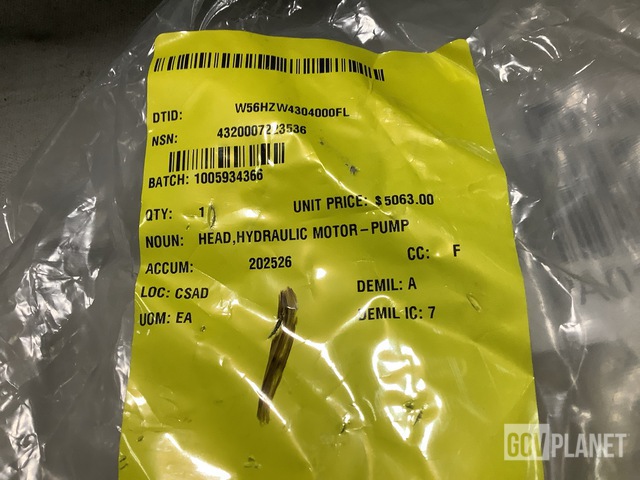 DTID: W56HZW4304000FL
NSN: 4320007223536
BATCH: 1005934366
QTY: 1 UNIT PRICE: $5063.00
NOUN: HEAD,HYDRAULIC MOTOR-PUMP
ACCUM: 202526 CC: F
LOC: CSAD DEMIL: A
UOM: EA DEMIL IC: 7
GOVPLANET